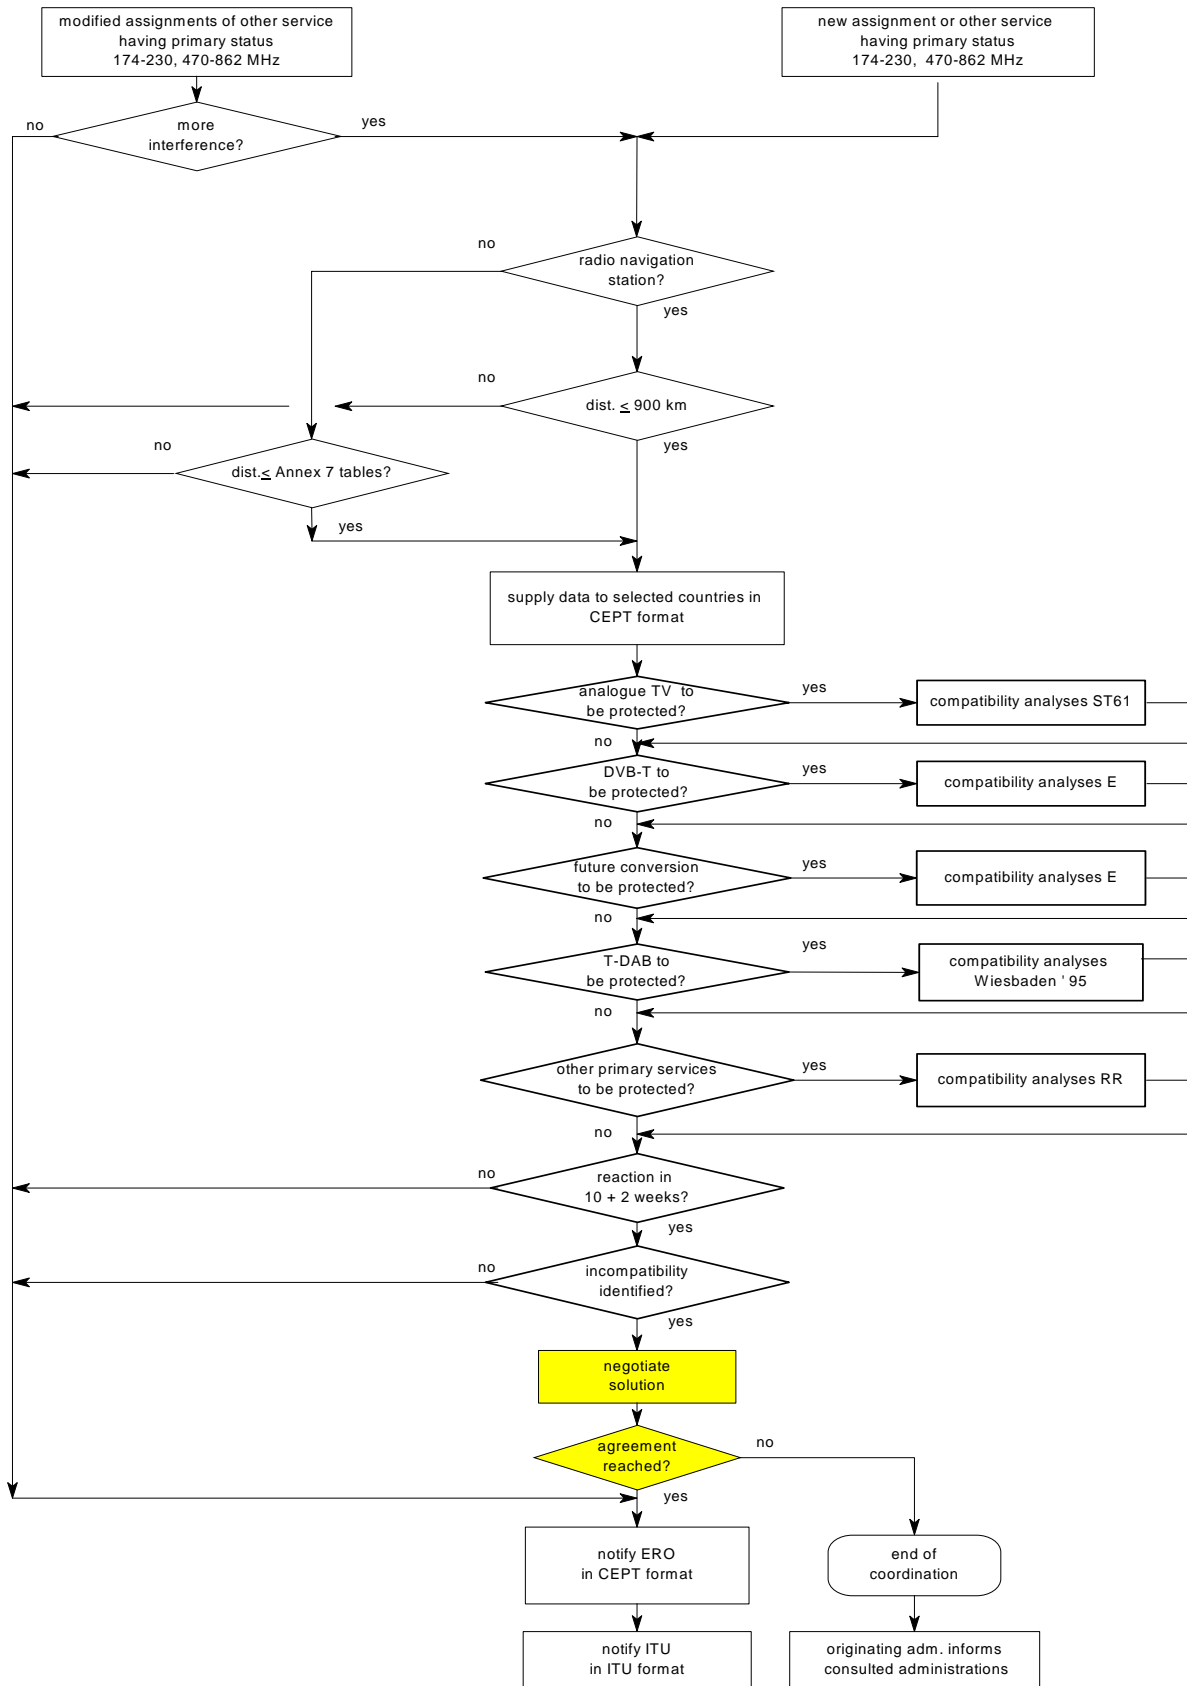 modified assignments of other service
having primary status
174-230, 470-862 MHz
new assignment or other service
having primary status
174-230, 470-862 MHz
no
more
interference?
yes
no
radio navigation
station?
yes
no
dist. ≤ 900 km
yes
no
dist.≤ Annex 7 tables?
yes
supply data to selected countries in
CEPT format
analogue TV to
be protected?
yes
compatibility analyses ST61
no
DVB-T to
be protected?
yes
compatibility analyses E
no
future conversion
to be protected?
yes
compatibility analyses E
no
T-DAB to
be protected?
yes
compatibility analyses
Wiesbaden ' 95
no
other primary services
to be protected?
yes
compatibility analyses RR
no
no
reaction in
10 + 2 weeks?
yes
no
incompatibility
identified?
yes
negotiate
solution
agreement
reached?
no
yes
notify ERO
in CEPT format
end of
coordination
notify ITU
in ITU format
originating adm. informs
consulted administrations